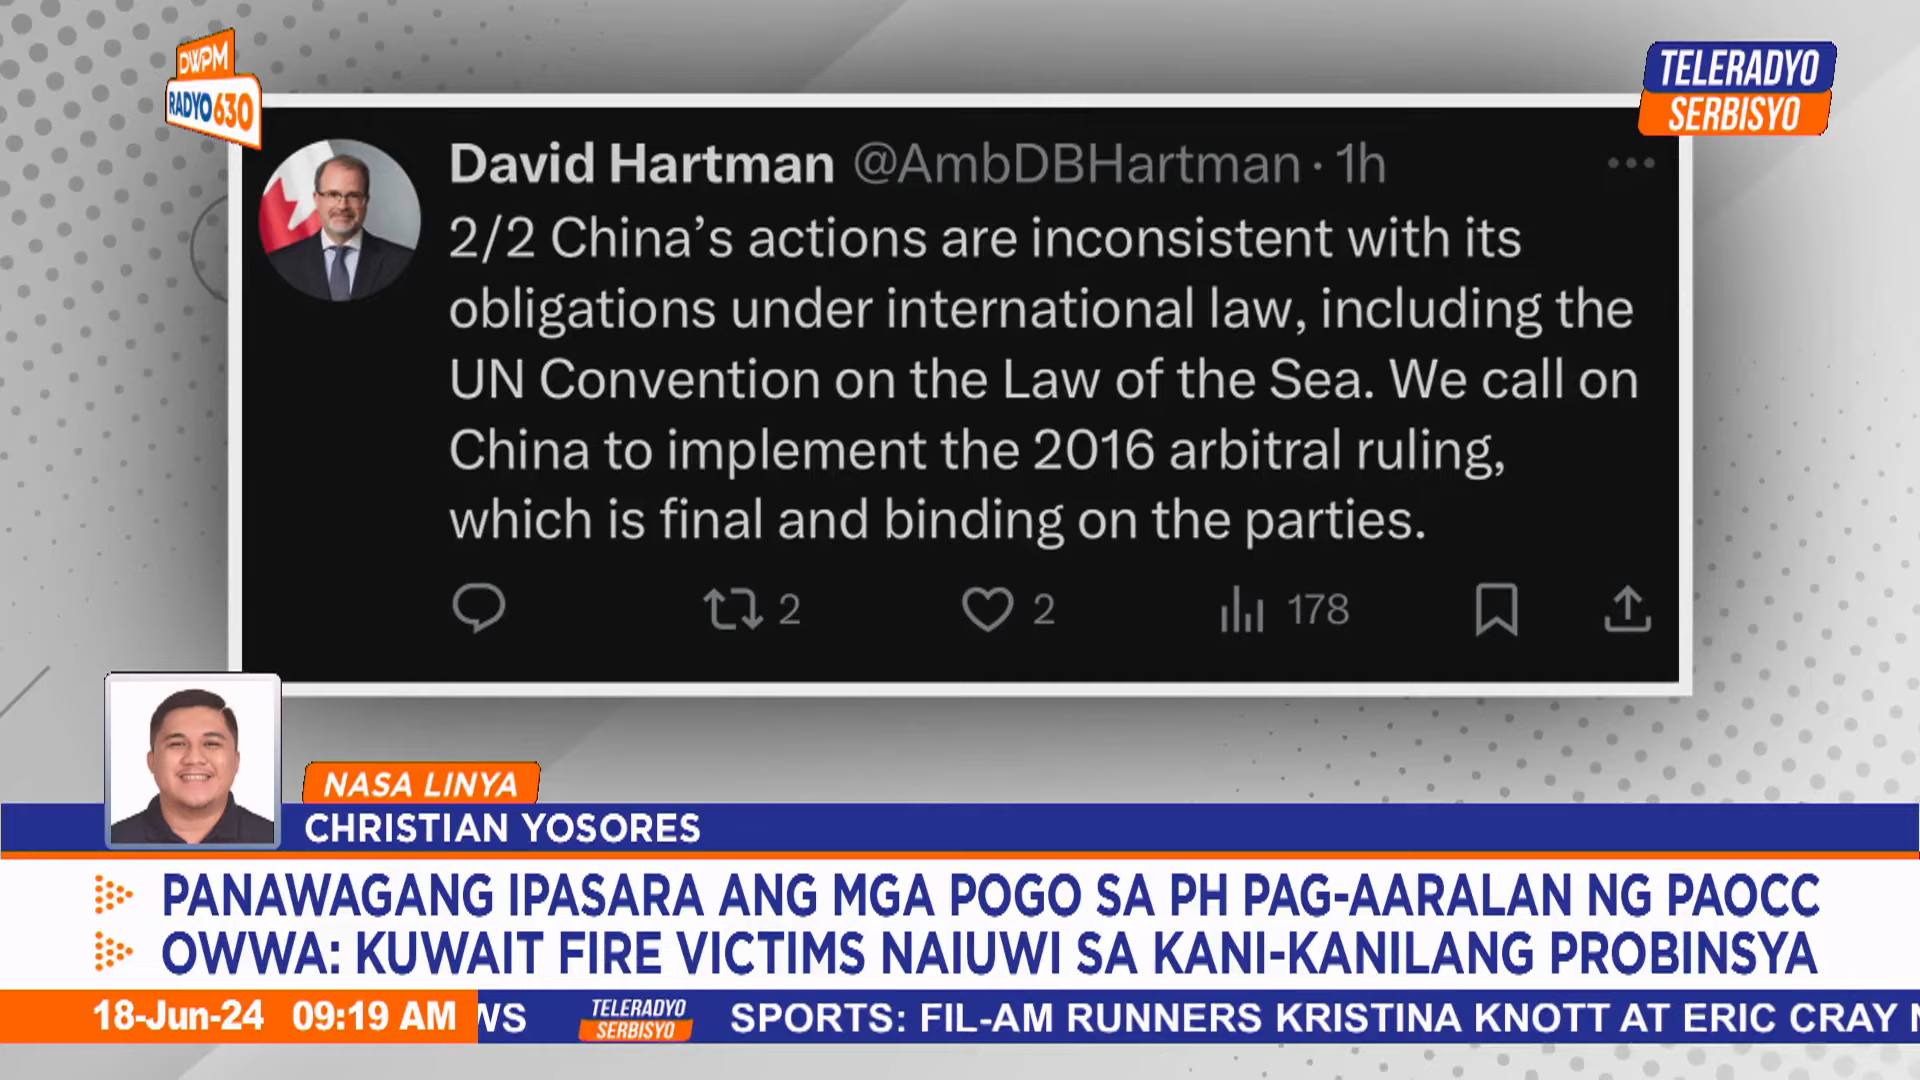 DWPM
RADYO630
TELERADYO
SERBISYO
David Hartman @AmbDBHartman · 1h
2/2 China’s actions are inconsistent with its
obligations under international law, including the
UN Convention on the Law of the Sea. We call on
China to implement the 2016 arbitral ruling,
which is final and binding on the parties.
2 2 178
NASA LINYA
CHRISTIAN YOSORES
PANAWAGANG IPASARA ANG MGA POGO SA PH PAG-AARALAN NG PAOCC
OWWA: KUWAIT FIRE VICTIMS NAIUWI SA KANI-KANILANG PROBINSYA
18-Jun-24 09:19 AM WS TELERADYO SERBISYO SPORTS: FIL-AM RUNNERS KRISTINA KNOTT AT ERIC CRAY